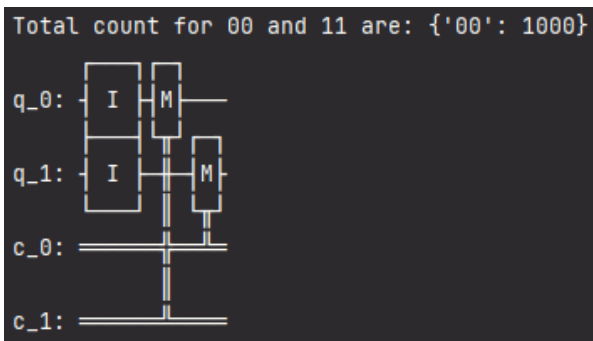 Total count for 00 and 11 are: {'00': 1000}
q_0: I M
q_1: I M
c_0:
c_1: